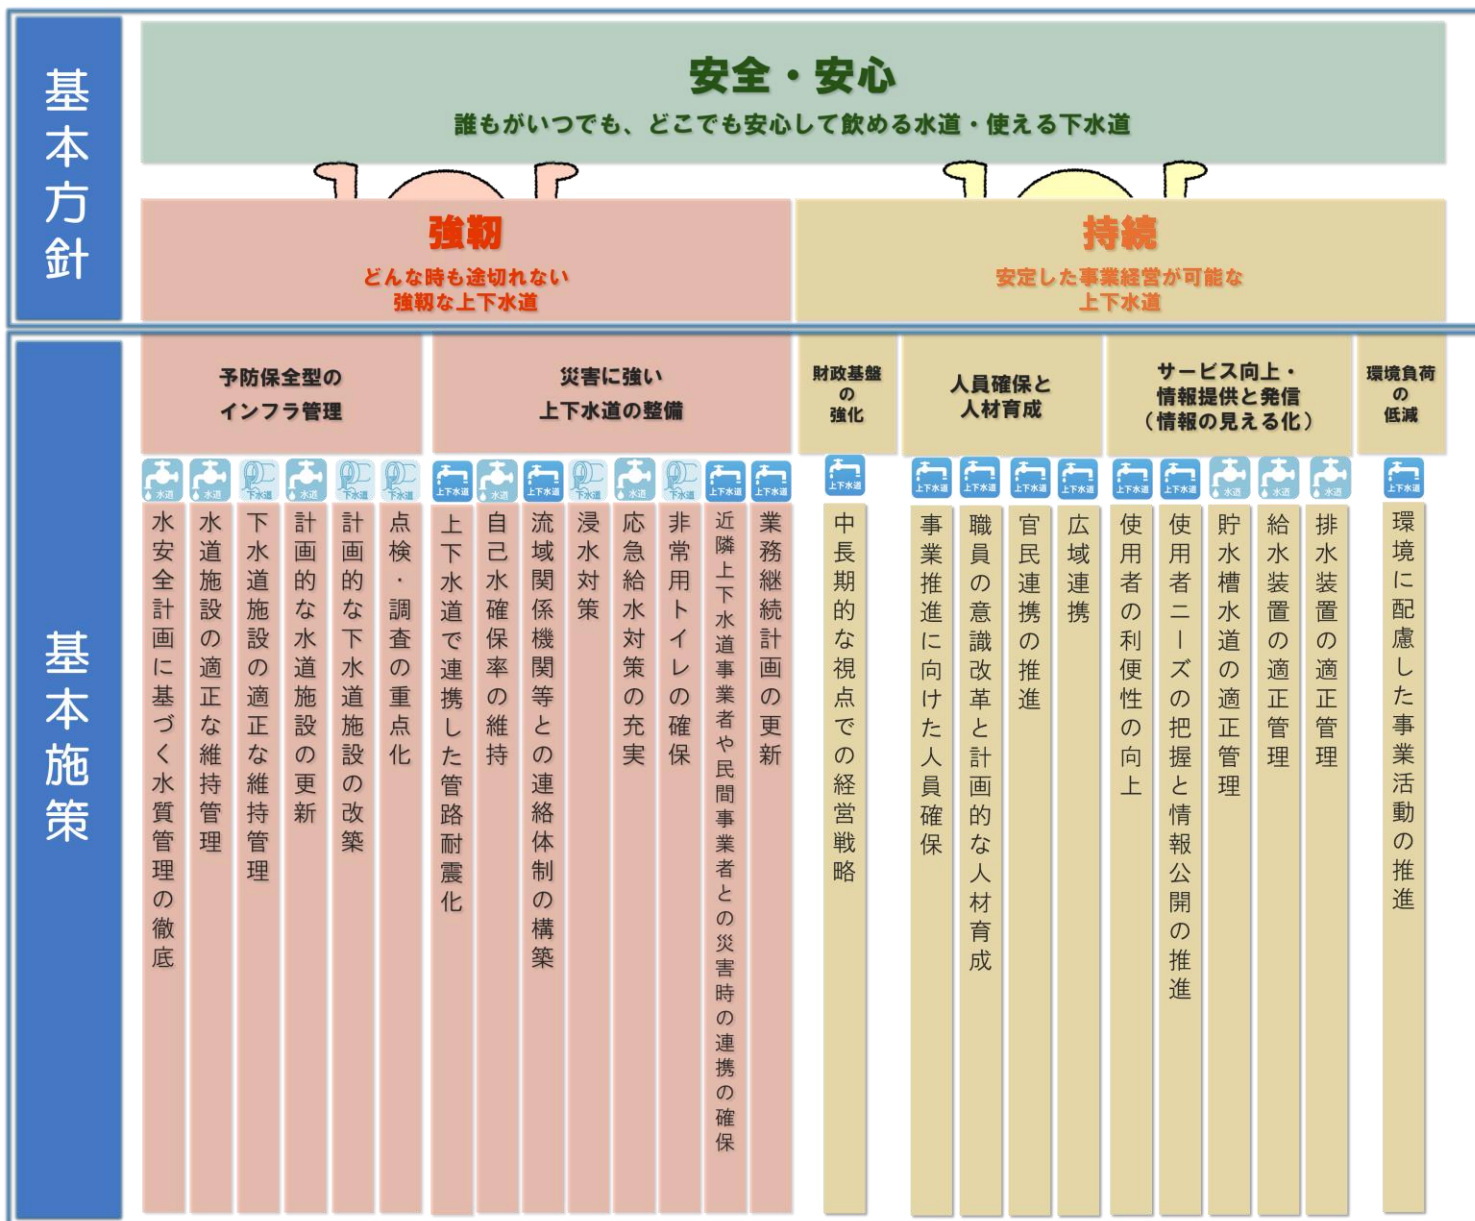 基本方針
安全・安心
誰もがいつでも、どこでも安心して飲める水道・使える下水道
強靭
どんな時も途切れない
強靱な上下水道
持続
安定した事業経営が可能な
上下水道
基本施策
予防保全型の
インフラ管理
水道
水安全計画に基づく水質管理の徹底
水道
水道施設の適正な維持管理
下水道
下水道施設の適正な維持管理
水道
計画的な水道施設の更新
下水道
計画的な下水道施設の改築
下水道
点検・調査の重点化
災害に強い
上下水道の整備
上下水道
上下水道で連携した管路耐震化
水道
自己水確保率の維持
上下水道
流域関係機関等との連絡体制の構築
下水道
浸水対策
水道
応急給水対策の充実
下水道
非常用トイレの確保
上下水道
近隣上下水道事業者や民間事業者との災害時の連携の確保
上下水道
業務継続計画の更新
財政基盤
の
強化
上下水道
中長期的な視点での経営戦略
人員確保と
人材育成
上下水道
事業推進に向けた人員確保
上下水道
職員の意識改革と計画的な人材育成
上下水道
官民連携の推進
上下水道
広域連携
サービス向上・
情報提供と発信
（情報の見える化）
上下水道
使用者の利便性の向上
上下水道
使用者ニーズの把握と情報公開の推進
水道
貯水槽水道の適正管理
水道
給水装置の適正管理
水道
排水装置の適正管理
環境負荷
の
低減
上下水道
環境に配慮した事業活動の推進